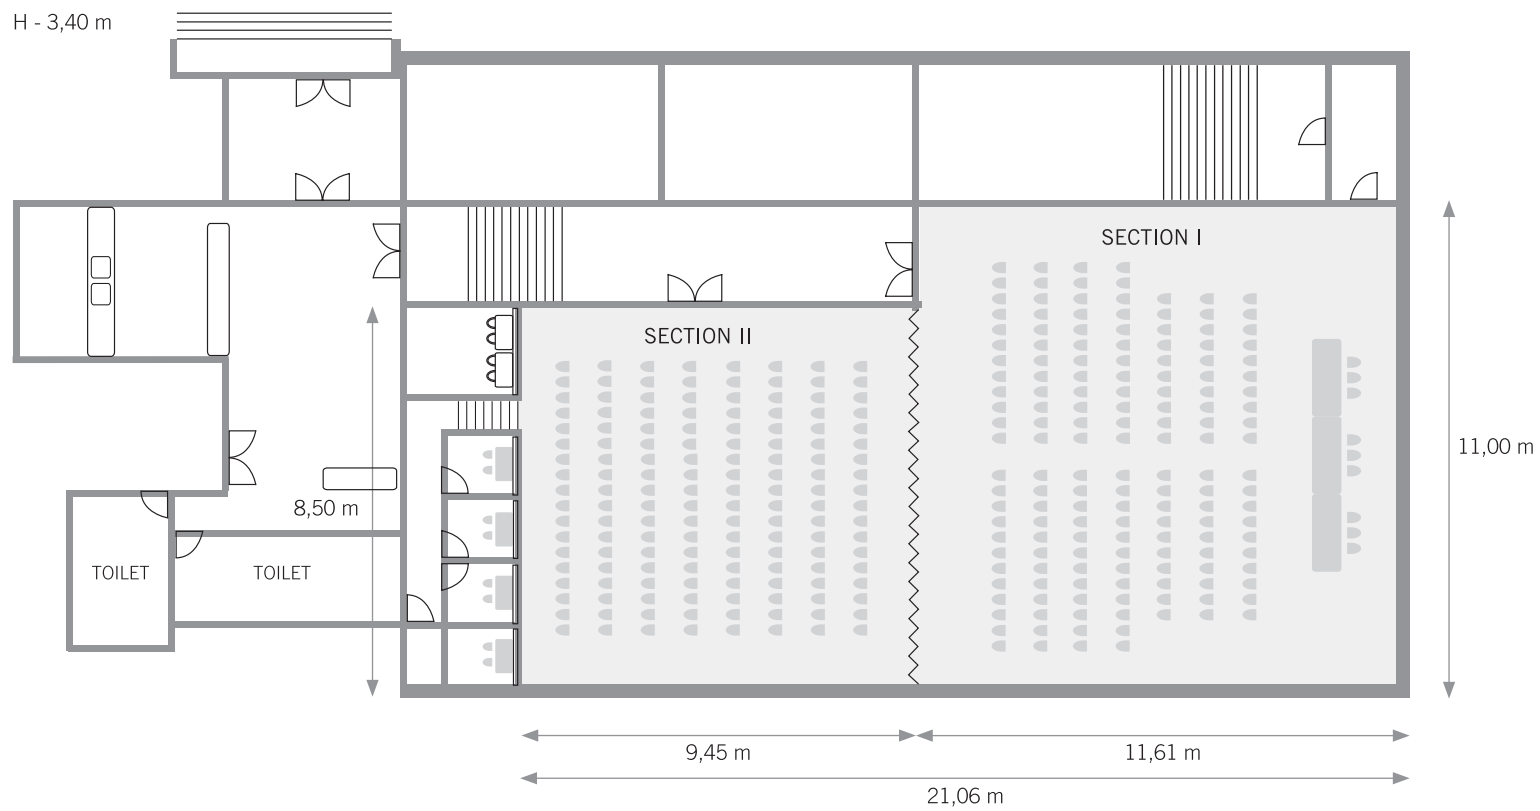 H - 3,40 m
SECTION I
SECTION II
11,00 m
8,50 m
TOILET
TOILET
9,45 m
11,61 m
21,06 m